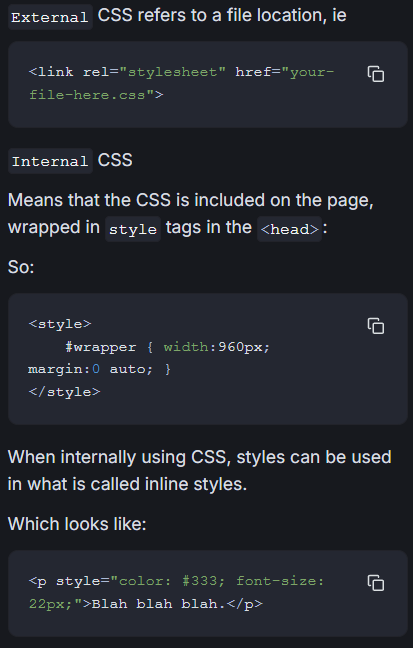 External CSS refers to a file location, ie
<link rel="stylesheet" href="your-
file-here.css">
Internal CSS
Means that the CSS is included on the page,
wrapped in style tags in the <head>:
So:
<style>
    #wrapper { width:960px;
margin:0 auto; }
</style>
When internally using CSS, styles can be used
in what is called inline styles.
Which looks like:
<p style="color: #333; font-size:
22px;">Blah blah blah.</p>